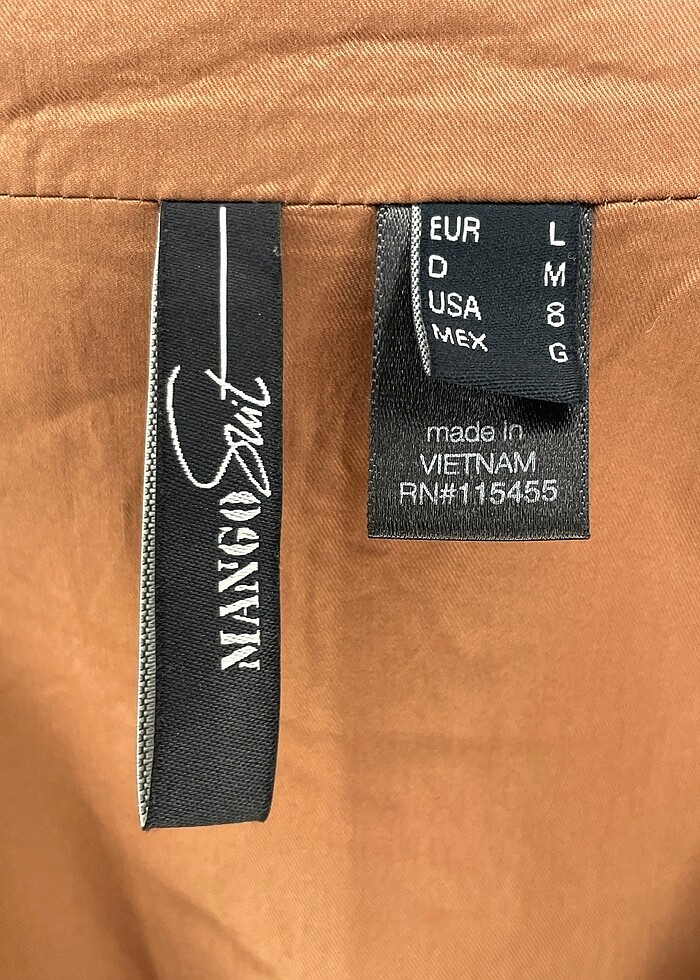 MANGO Suit
EUR L
D M
USA 8
MEX G
made in
VIETNAM
RN#115455